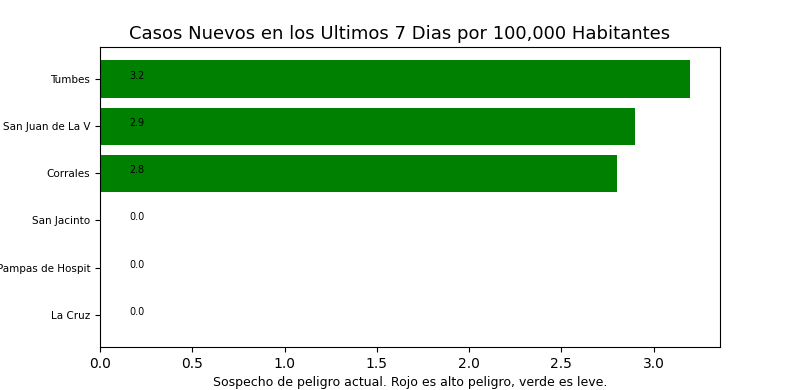 Casos Nuevos en los Ultimos 7 Dias por 100,000 Habitantes
Tumbes 3.2
San Juan de La V 2.9
Corrales 2.8
San Jacinto 0.0
Pampas de Hospit 0.0
La Cruz 0.0
0.0 0.5 1.0 1.5 2.0 2.5 3.0
Sospecho de peligro actual. Rojo es alto peligro, verde es leve.